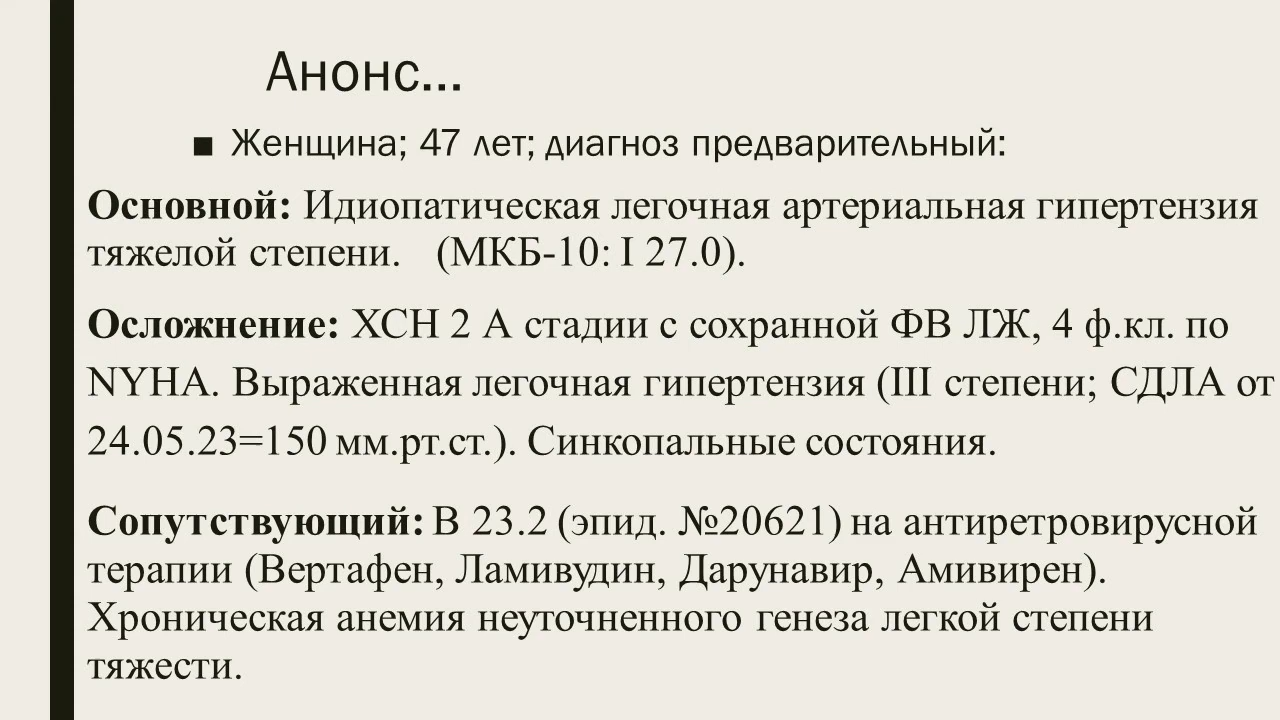 Анонс...
■ Женщина; 47 лет; диагноз предварительный:
Основной: Идиопатическая легочная артериальная гипертензия
тяжелой степени. (МКБ-10: I 27.0).
Осложнение: ХСН 2 А стадии с сохранной ФВ ЛЖ, 4 ф.кл. по
NYHA. Выраженная легочная гипертензия (III степени; СДЛА от
24.05.23=150 мм.рт.ст.). Синкопальные состояния.
Сопутствующий: В 23.2 (эпид. №20621) на антиретровирусной
терапии (Вертафен, Ламивудин, Дарунавир, Амивирен).
Хроническая анемия неуточненного генеза легкой степени
тяжести.